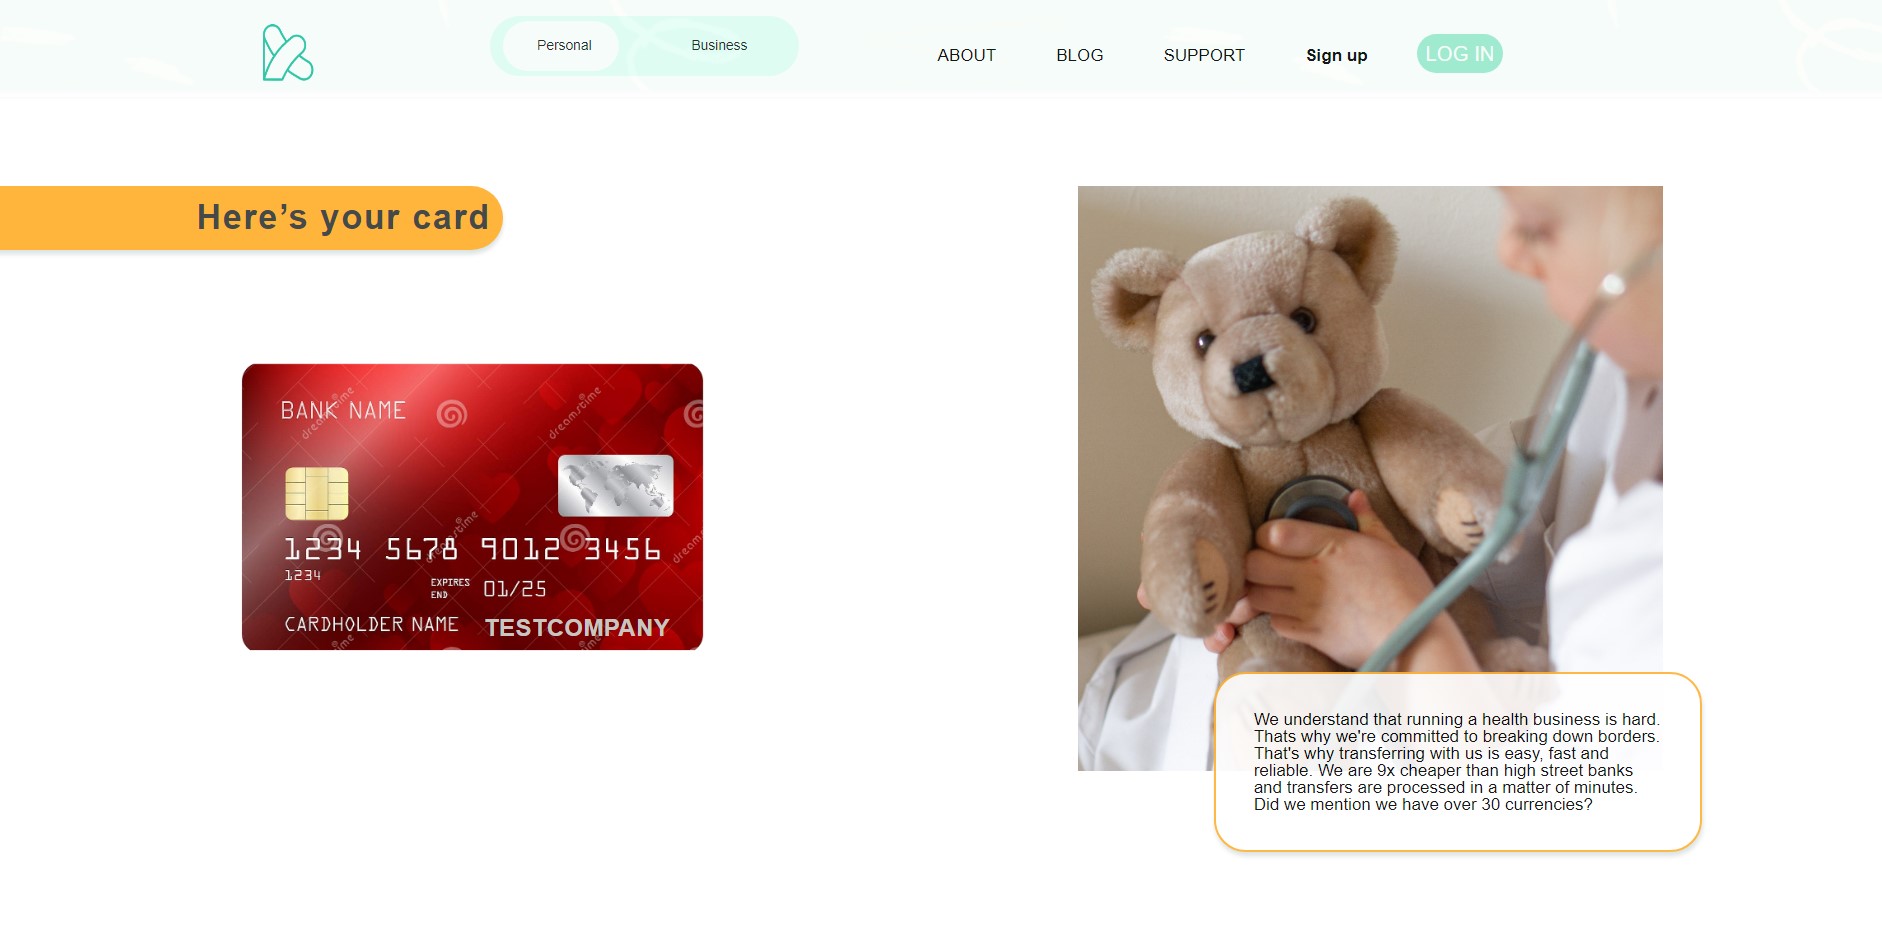 Personal
Business
ABOUT
BLOG
SUPPORT
Sign up
LOG IN
Here’s your card
BANK NAME
dreamstime
dreamstime
dreamstime
1234 5678 9012 3456
1234
EXPIRES
END
01/25
CARDHOLDER NAME
TESTCOMPANY
We understand that running a health business is hard.
Thats why we're committed to breaking down borders.
That's why transferring with us is easy, fast and
reliable. We are 9x cheaper than high street banks
and transfers are processed in a matter of minutes.
Did we mention we have over 30 currencies?